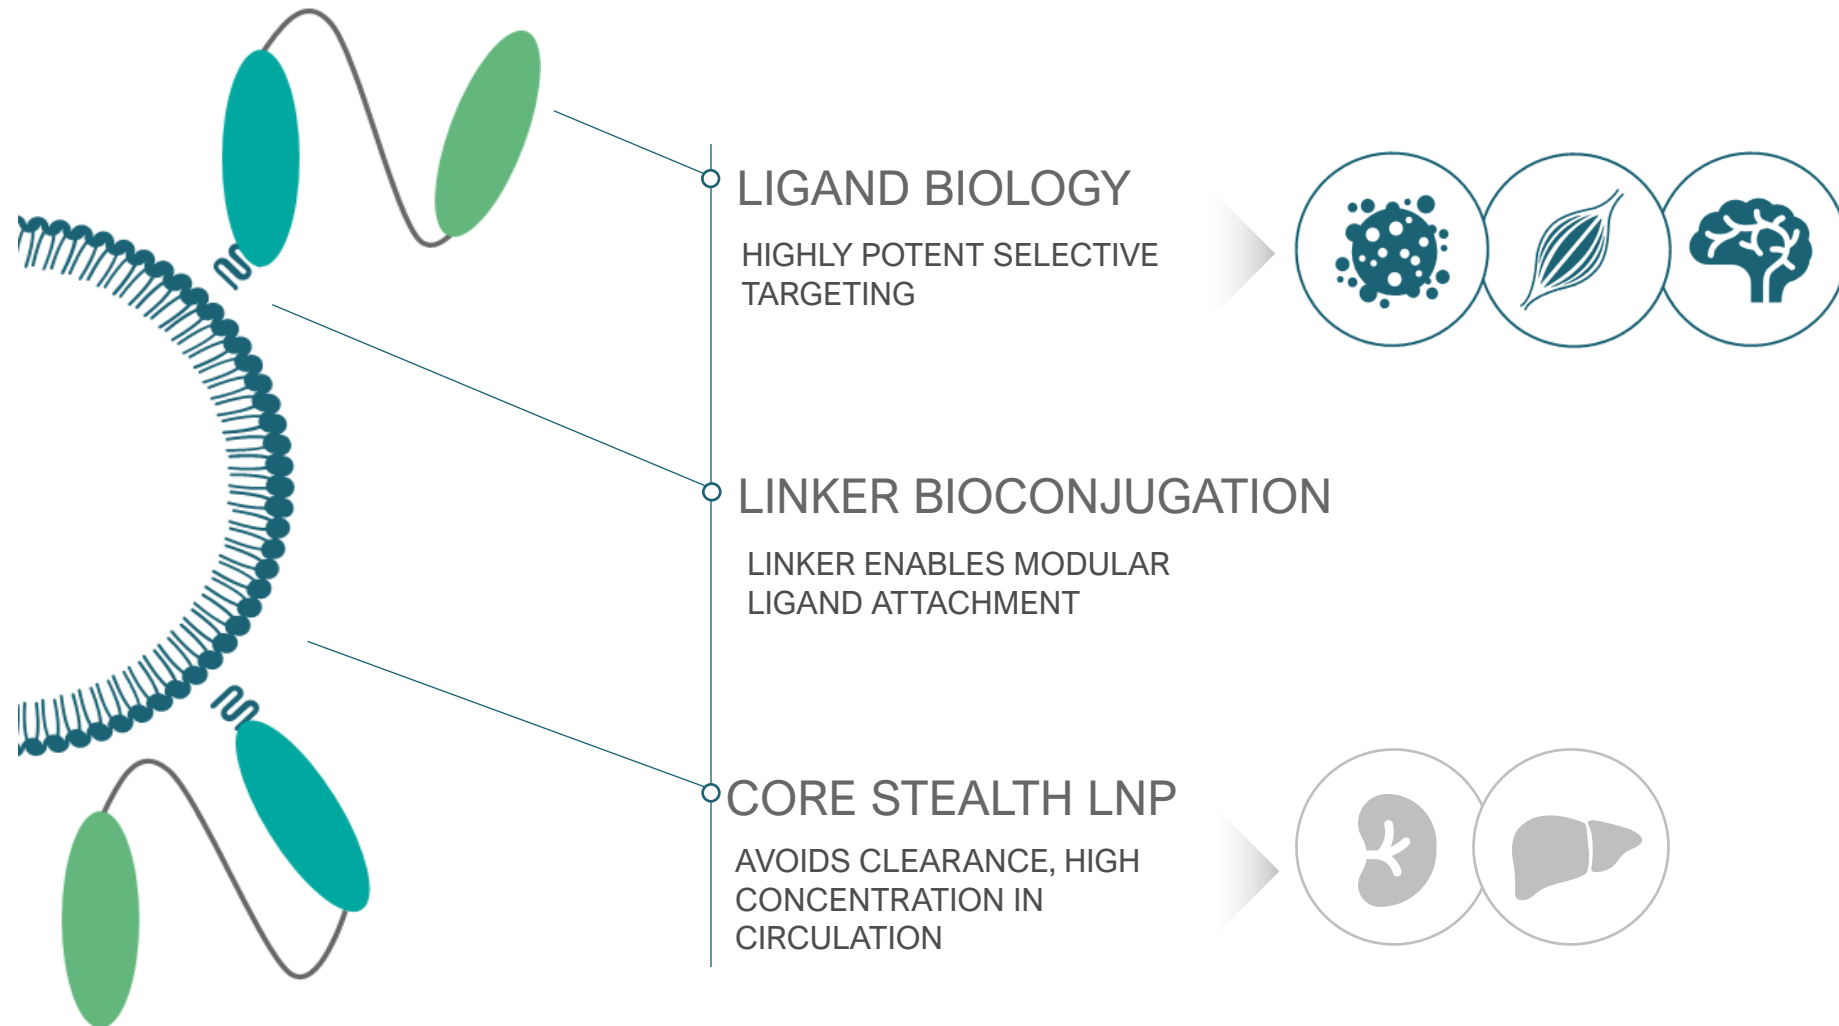 LIGAND BIOLOGY
HIGHLY POTENT SELECTIVE
TARGETING
LINKER BIOCONJUGATION
LINKER ENABLES MODULAR
LIGAND ATTACHMENT
CORE STEALTH LNP
AVOIDS CLEARANCE, HIGH
CONCENTRATION IN
CIRCULATION